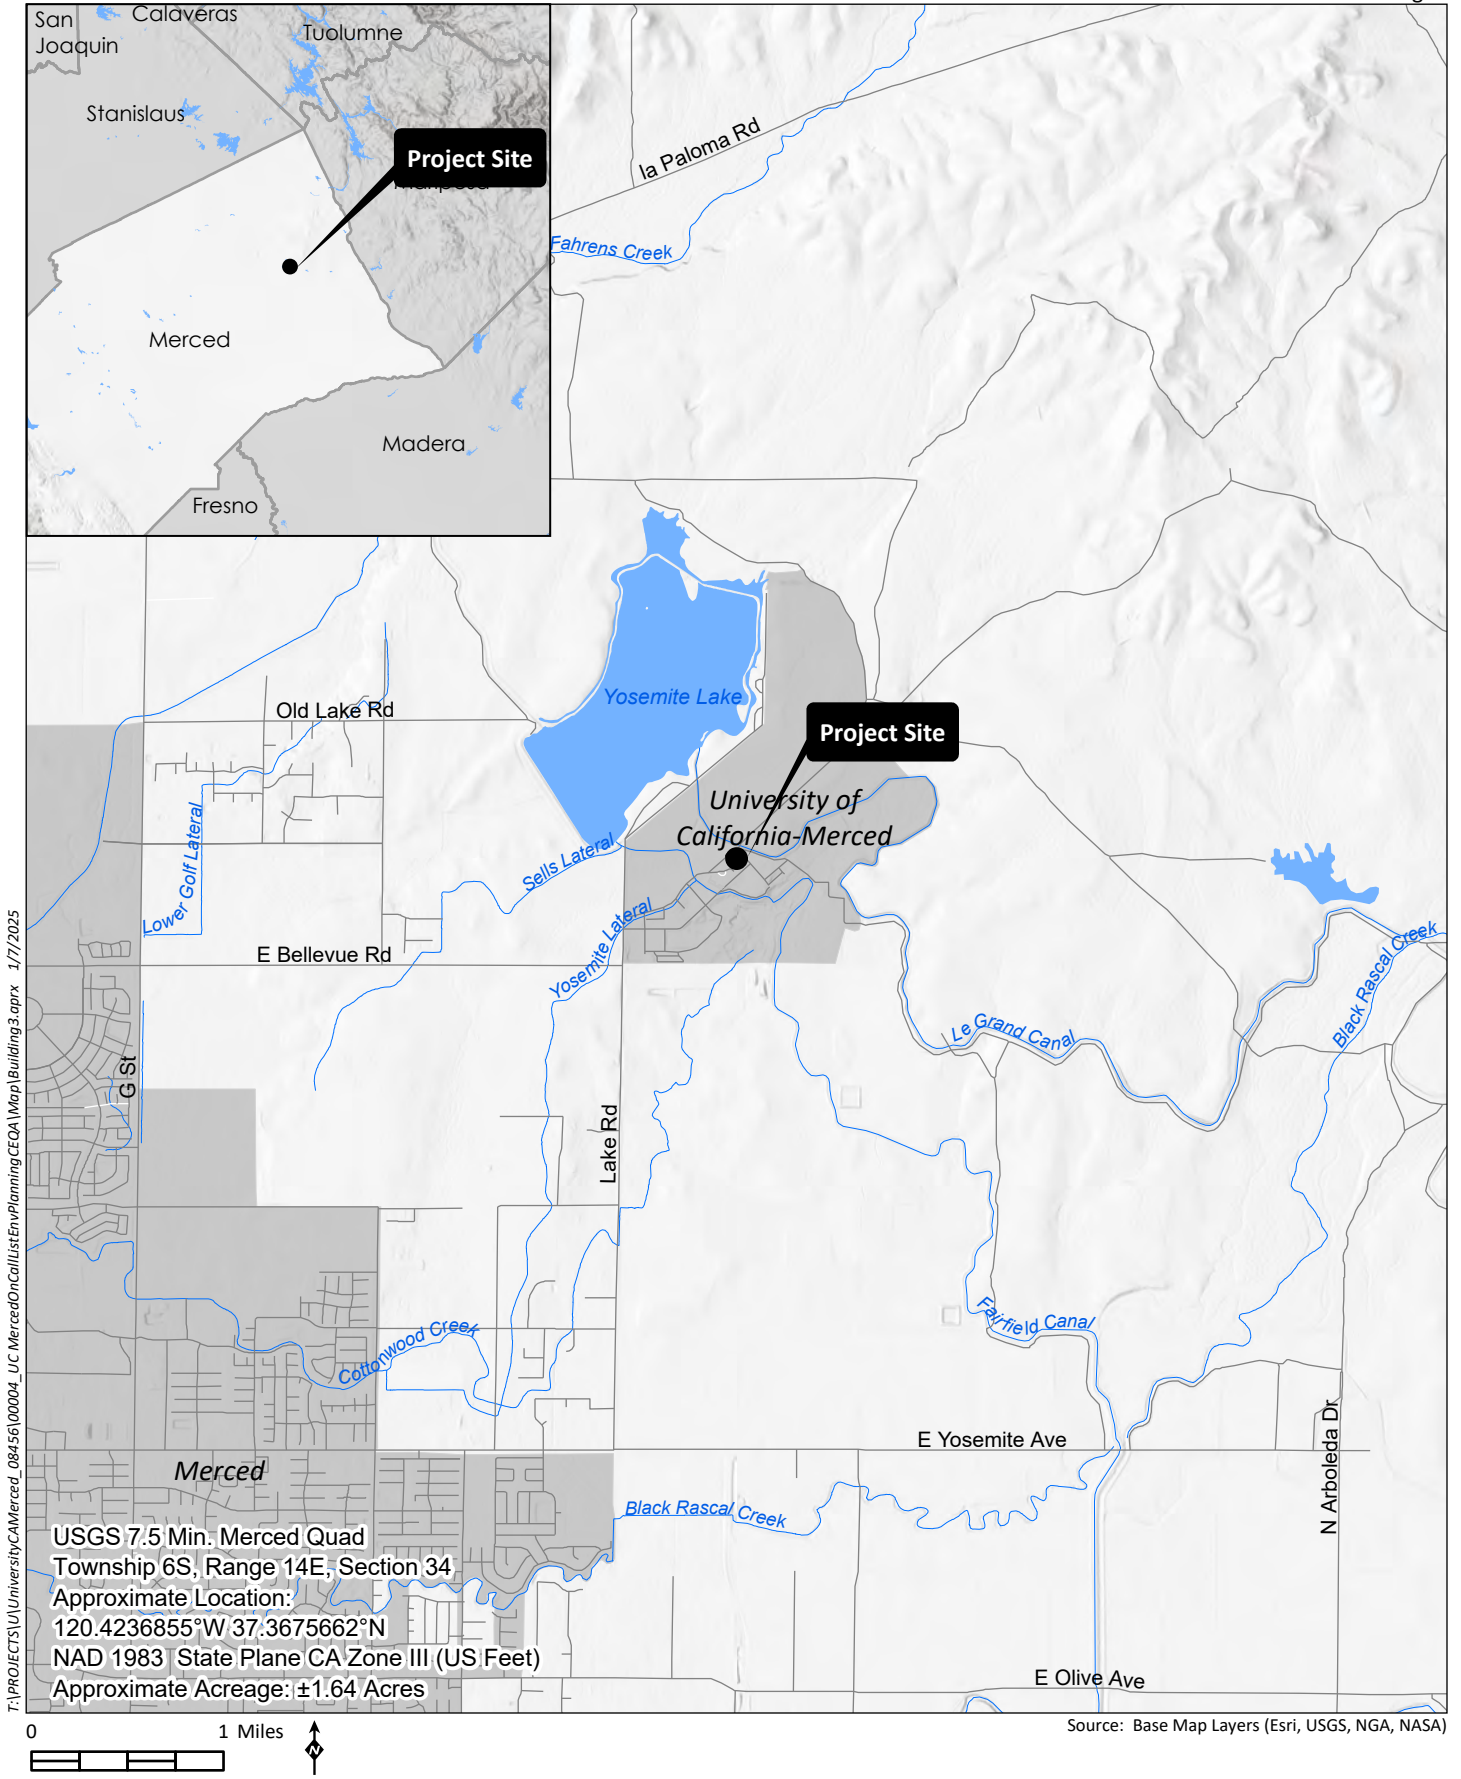 San
Joaquin
Calaveras
Tuolumne
Stanislaus
Project Site
Merced
Madera
Fresno
la Paloma Rd
Fahrens Creek
Yosemite Lake
Old Lake Rd
Project Site
University of
California-Merced
Lower Golf Lateral
Sells Lateral
Yosemite Lateral
E Bellevue Rd
Black Rascal Creek
Le Grand Canal
G St
Lake Rd
Fairfield Canal
Cottonwood Creek
E Yosemite Ave
N Arboleda Dr
Merced
Black Rascal Creek
USGS 7.5 Min. Merced Quad
Township 6S, Range 14E, Section 34
Approximate Location:
120.4236855°W 37.3675662°N
NAD 1983 State Plane CA Zone III (US Feet)
Approximate Acreage: ±1.64 Acres
E Olive Ave
T:\PROJECTS\U\UniversityCAMerced_08456\00004_UC MercedOnCallListEnvPlanningCEQA\Map\Building3.aprx 1/7/2025
0 1 Miles
N
Source: Base Map Layers (Esri, USGS, NGA, NASA)